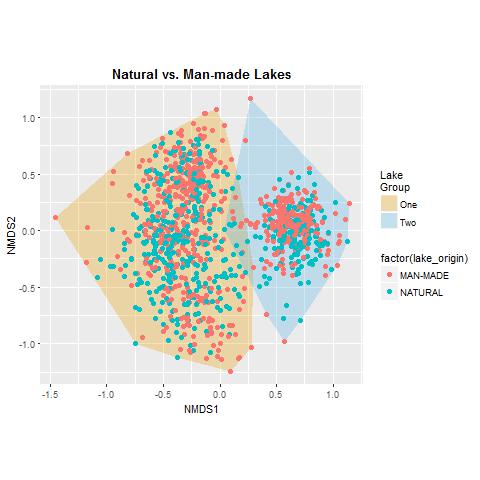 Natural vs. Man-made Lakes
1.0
0.5
0.0
-0.5
-1.0
NMDS2
-1.5 -1.0 -0.5 0.0 0.5 1.0
NMDS1
Lake
Group
One
Two
factor(lake_origin)
MAN-MADE
NATURAL